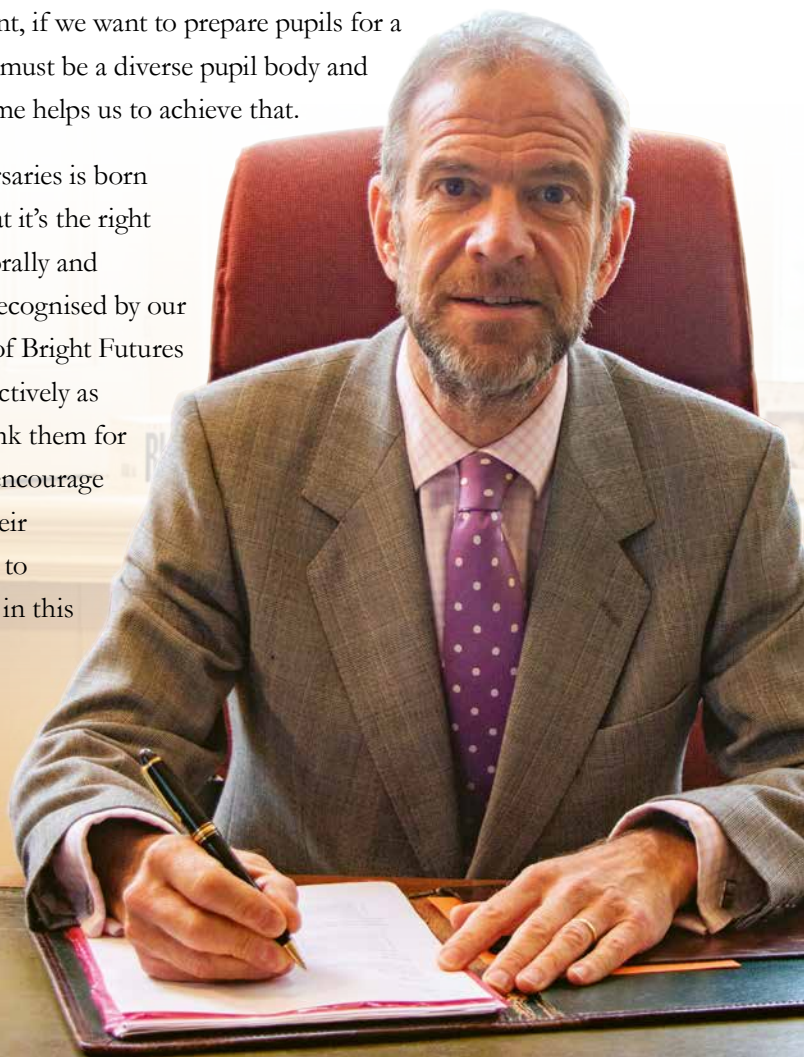 nt, if we want to prepare pupils for a
must be a diverse pupil body and
me helps us to achieve that.
rsaries is born
at it’s the right
orally and
ecognised by our
of Bright Futures
ctively as
nk them for
encourage
eir
to
in this